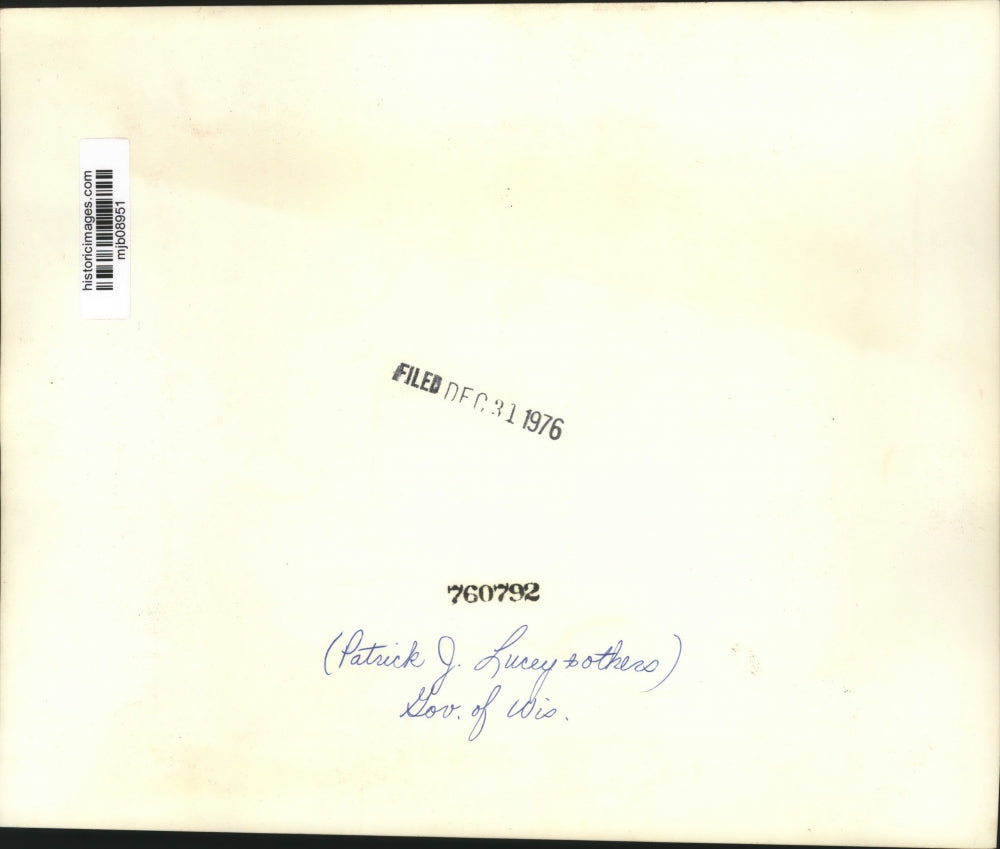 historicimages.com
mjb08951
FILED DEC 31 1976
760792
(Patrick J. Lucey & others)
Gov. of Wis.